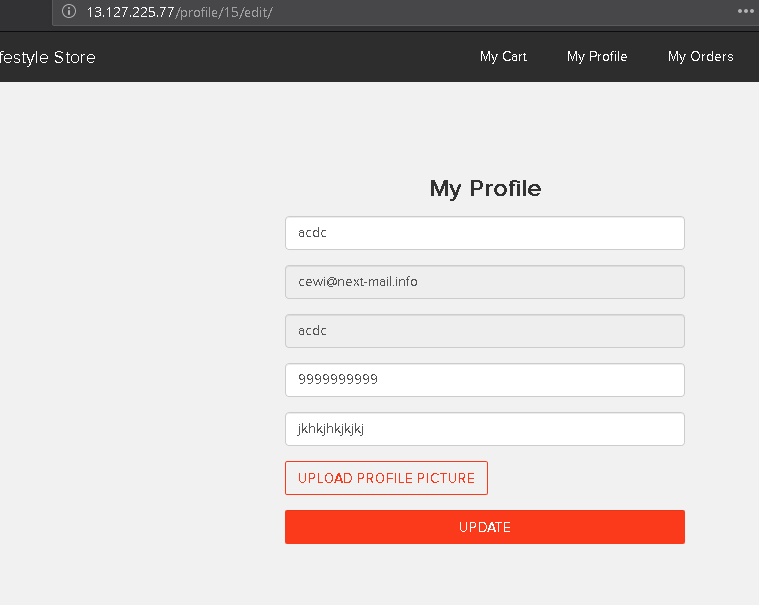 13.127.225.77/profile/15/edit/
festyle Store My Cart My Profile My Orders
My Profile
acdc
cewi@next-mail.info
acdc
9999999999
jkhkjhkjkjkj
UPLOAD PROFILE PICTURE
UPDATE